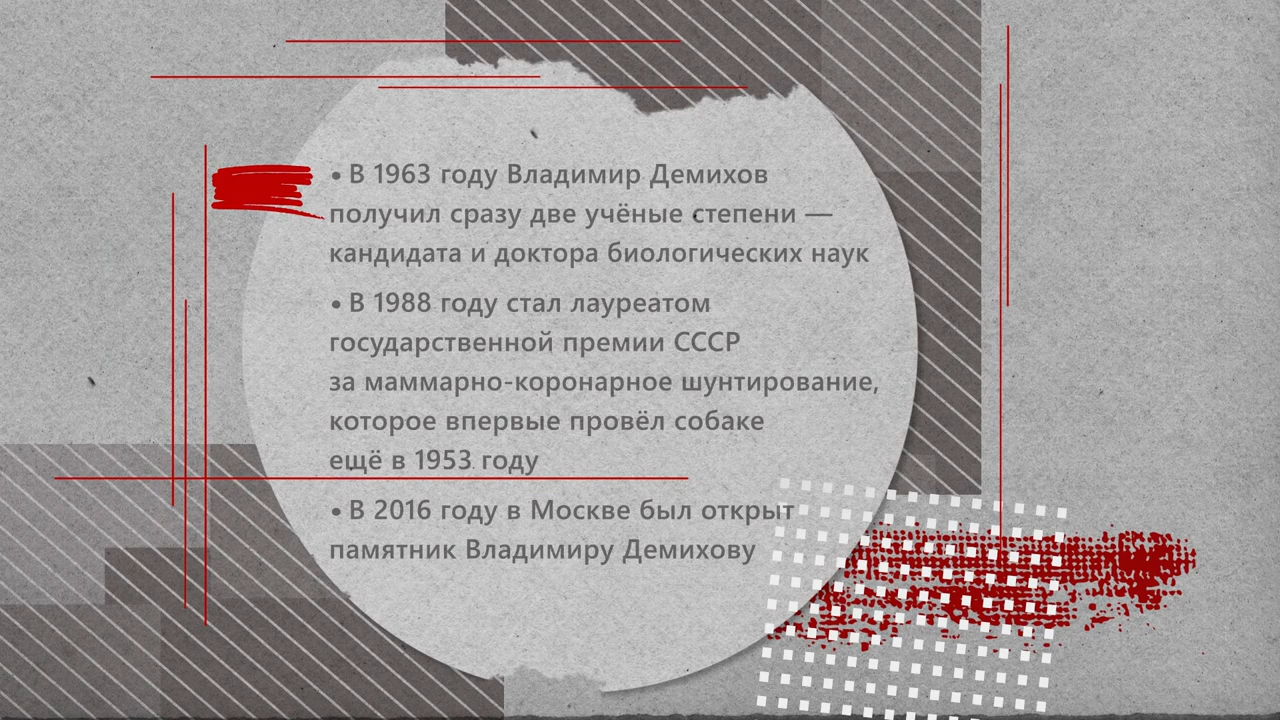 • В 1963 году Владимир Демихов
получил сразу две учёные степени —
кандидата и доктора биологических наук
• В 1988 году стал лауреатом
государственной премии СССР
за маммарно-коронарное шунтирование,
которое впервые провёл собаке
ещё в 1953 году
• В 2016 году в Москве был открыт
памятник Владимиру Демихову